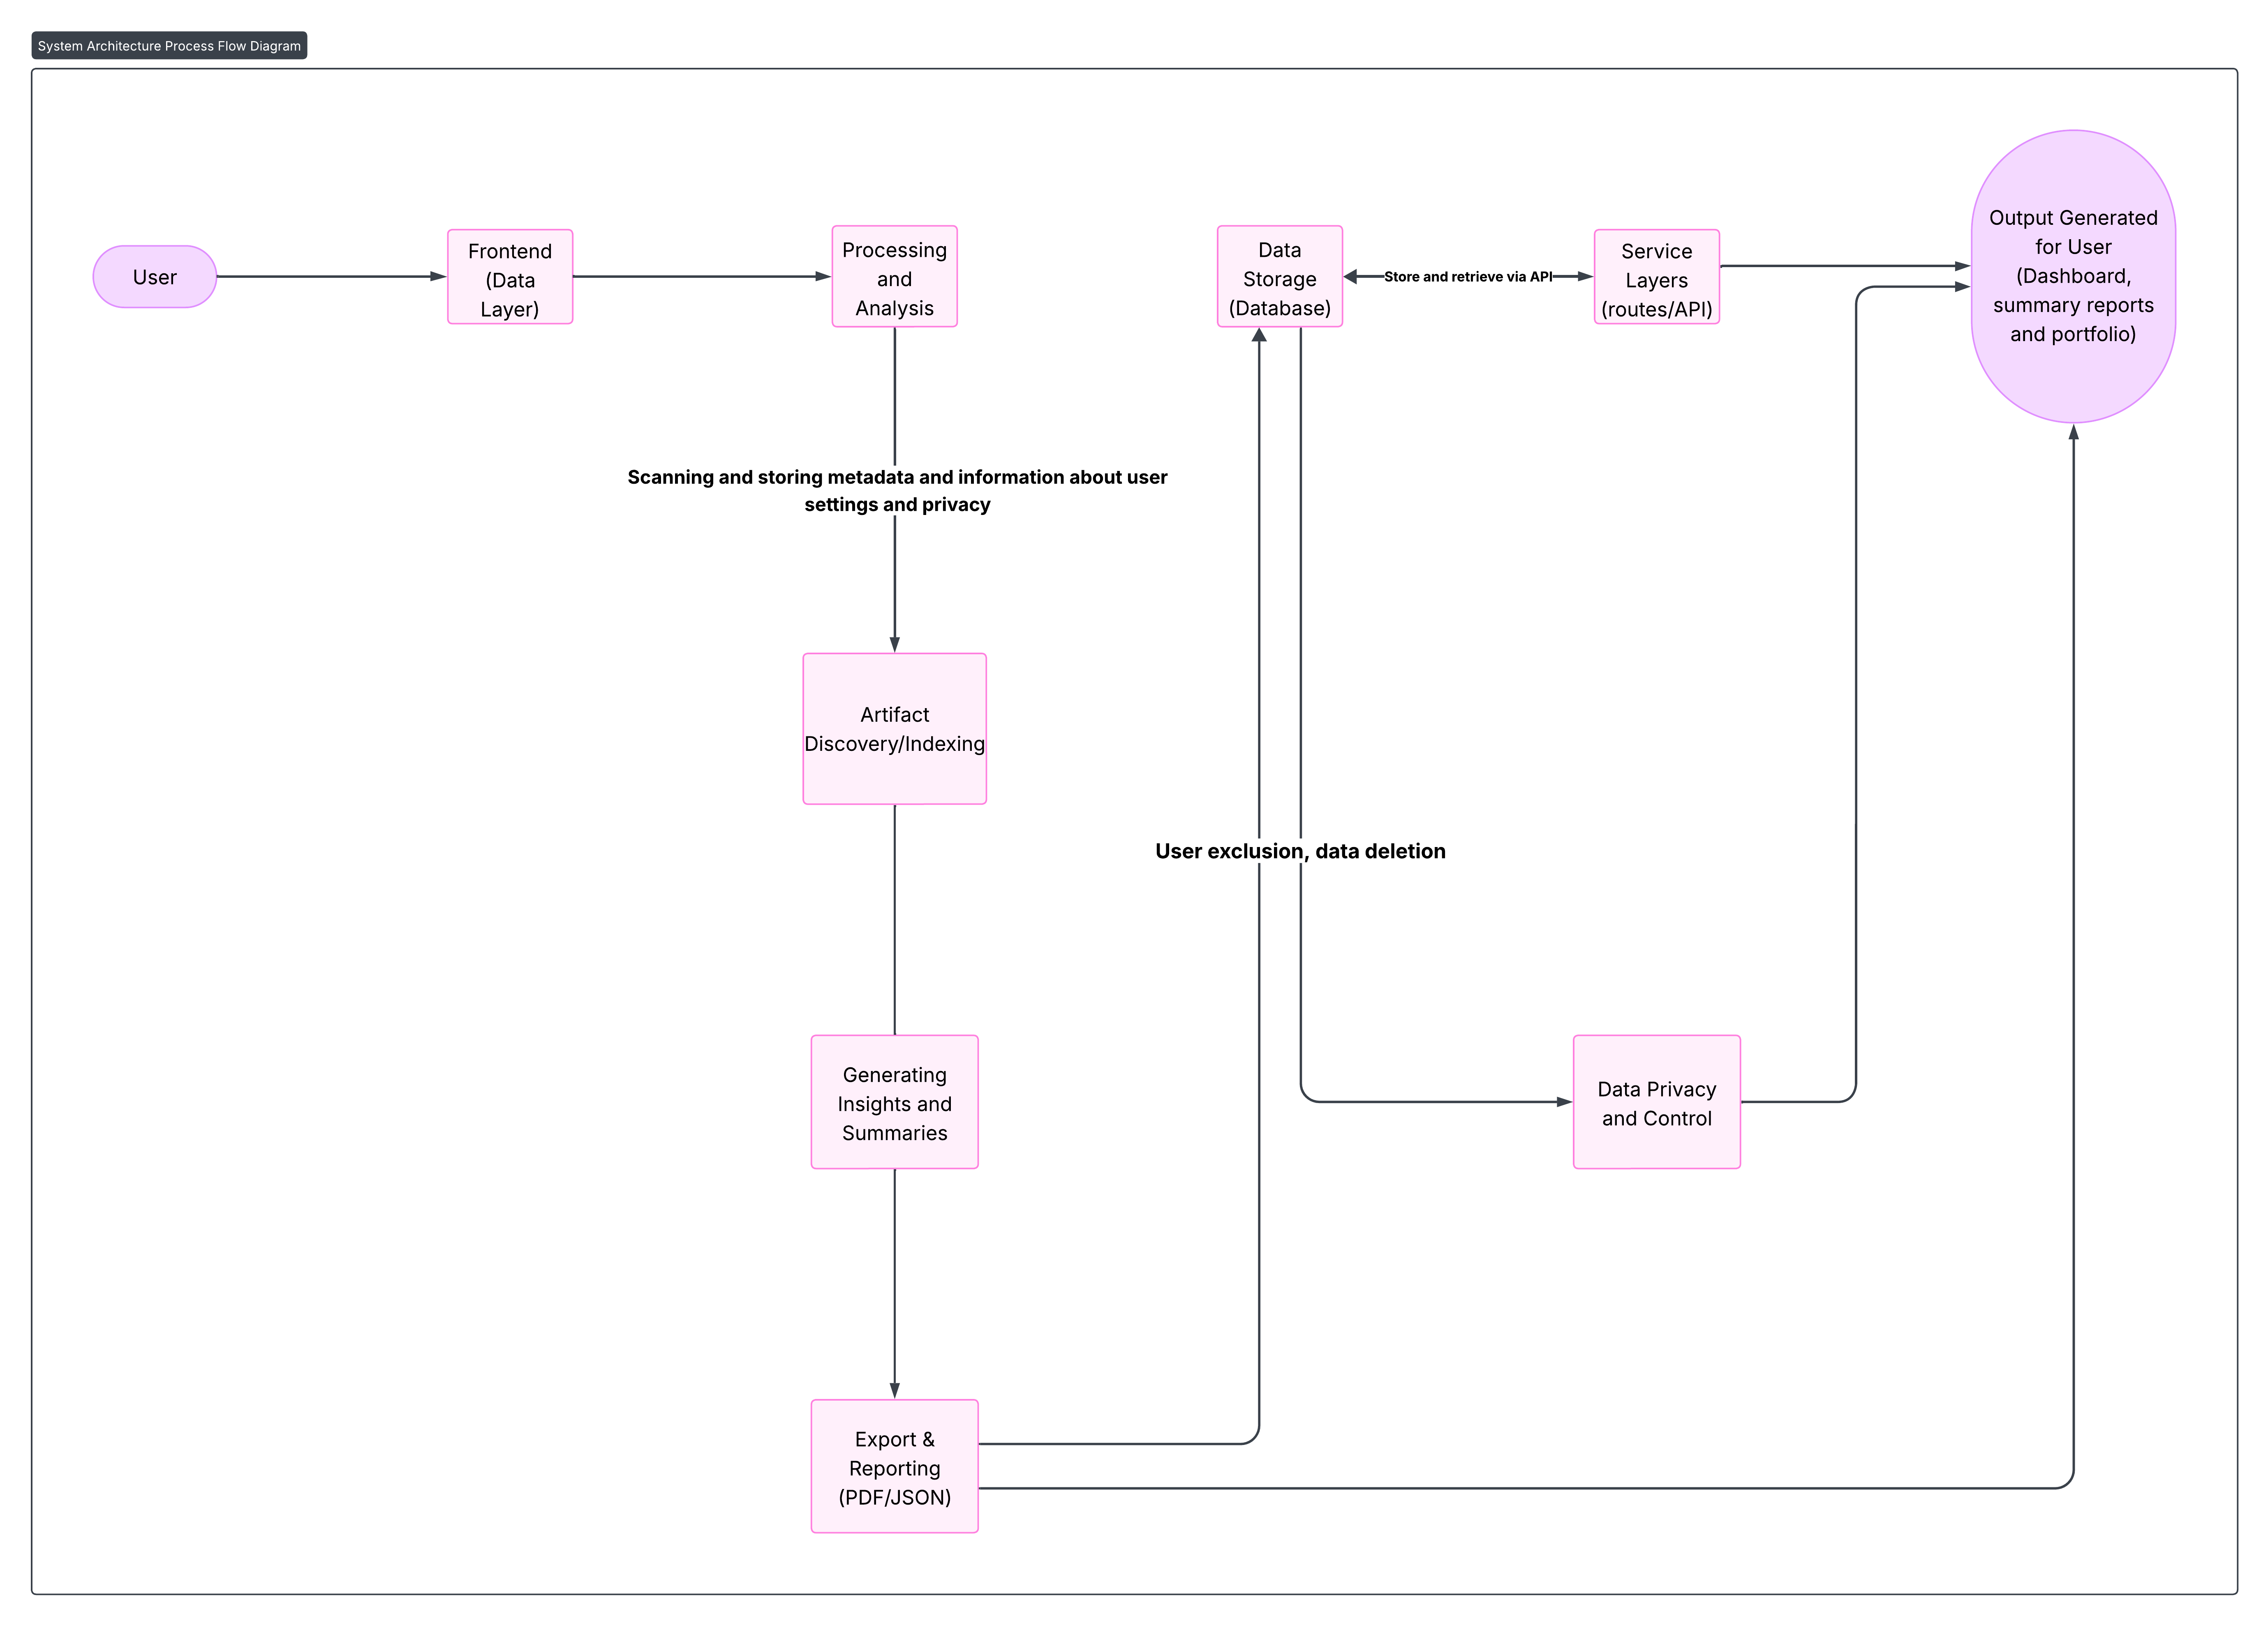 System Architecture Process Flow Diagram
User
Frontend
(Data
Layer)
Processing
and
Analysis
Data
Storage
(Database)
Store and retrieve via API
Service
Layers
(routes/API)
Output Generated
for User
(Dashboard,
summary reports
and portfolio)
Scanning and storing metadata and information about user
settings and privacy
Artifact
Discovery/Indexing
User exclusion, data deletion
Generating
Insights and
Summaries
Data Privacy
and Control
Export &
Reporting
(PDF/JSON)